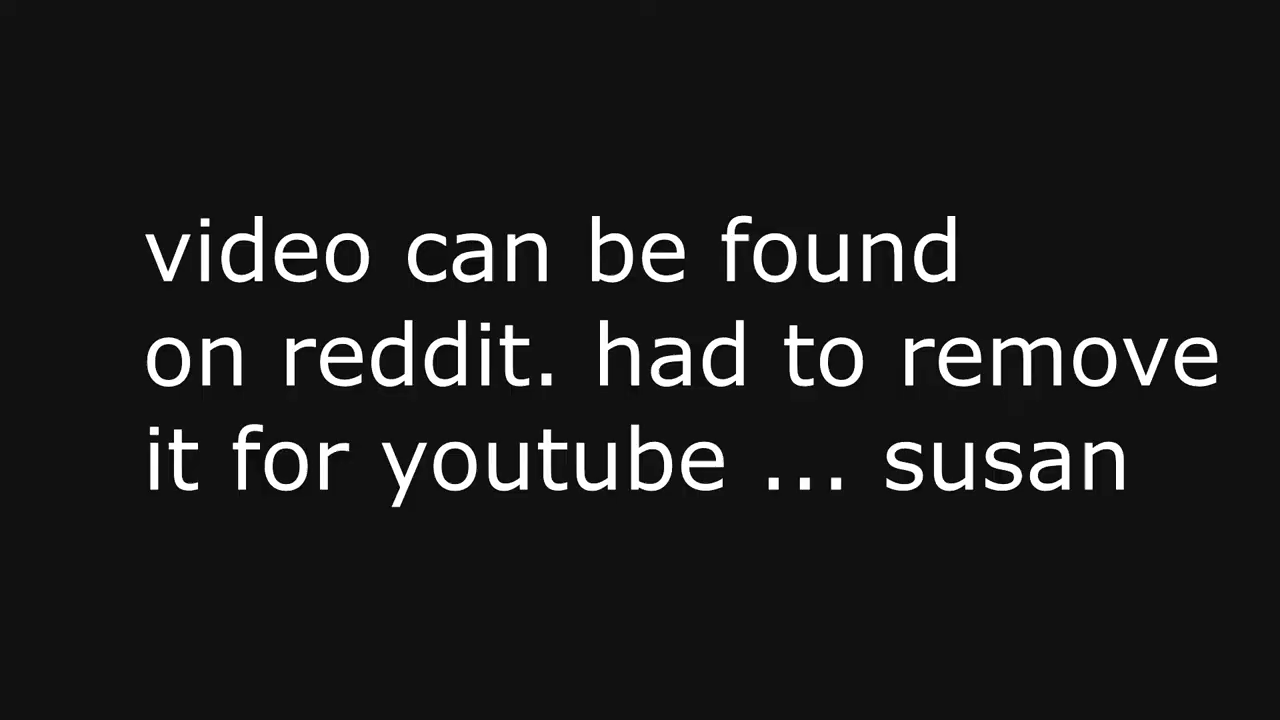 video can be found
on reddit. had to remove
it for youtube ... susan